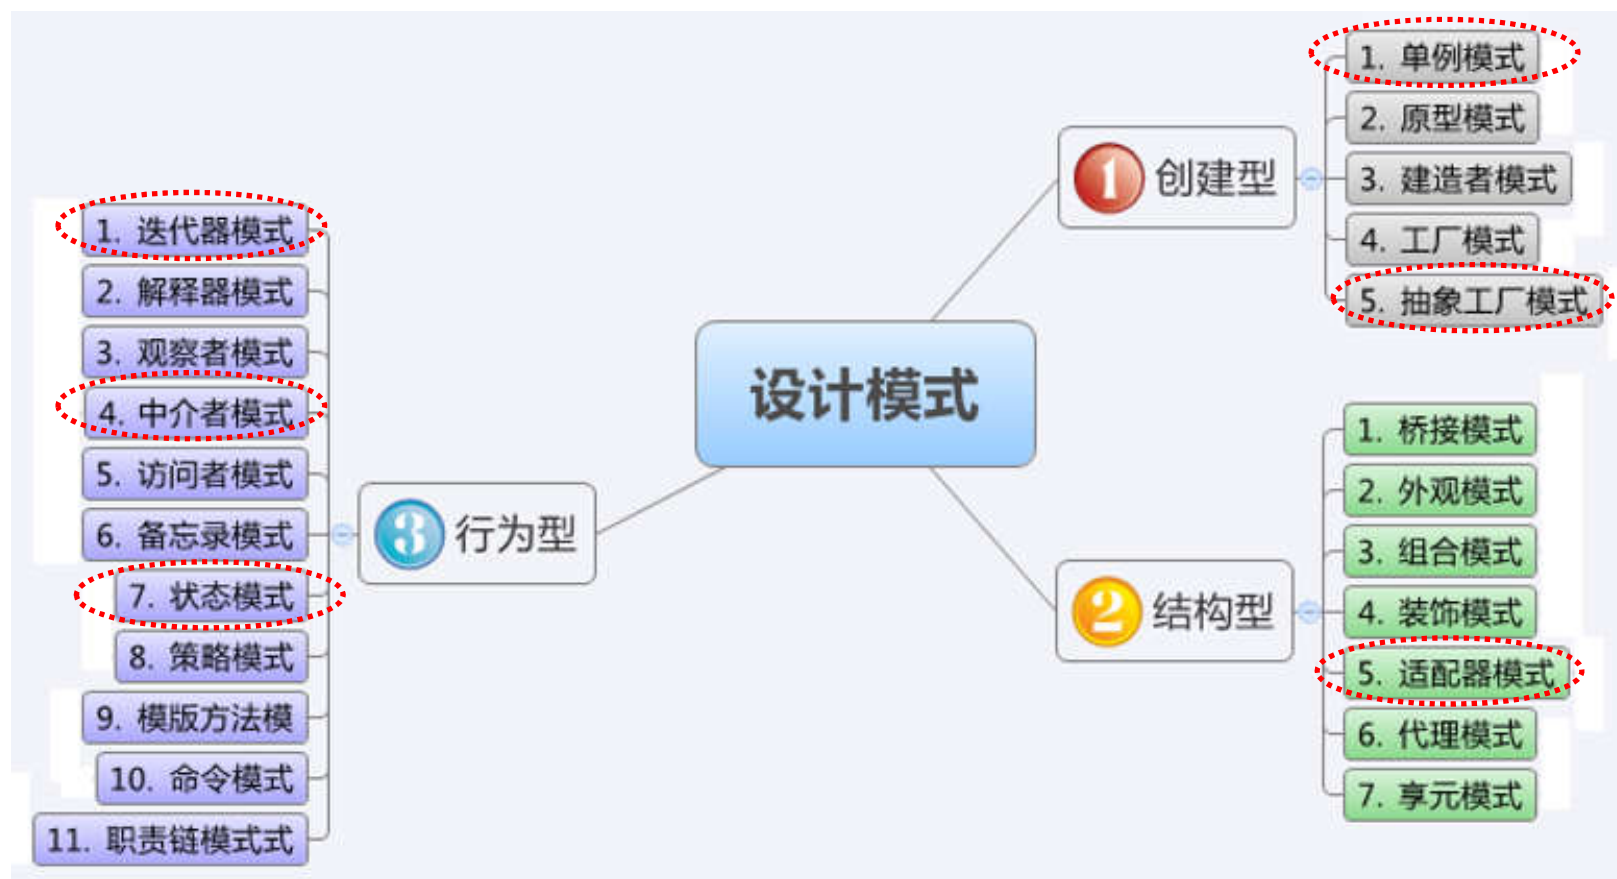 设计模式
1 创建型
1. 单例模式
2. 原型模式
3. 建造者模式
4. 工厂模式
5. 抽象工厂模式
2 结构型
1. 桥接模式
2. 外观模式
3. 组合模式
4. 装饰模式
5. 适配器模式
6. 代理模式
7. 享元模式
3 行为型
1. 迭代器模式
2. 解释器模式
3. 观察者模式
4. 中介者模式
5. 访问者模式
6. 备忘录模式
7. 状态模式
8. 策略模式
9. 模版方法模
10. 命令模式
11. 职责链模式式